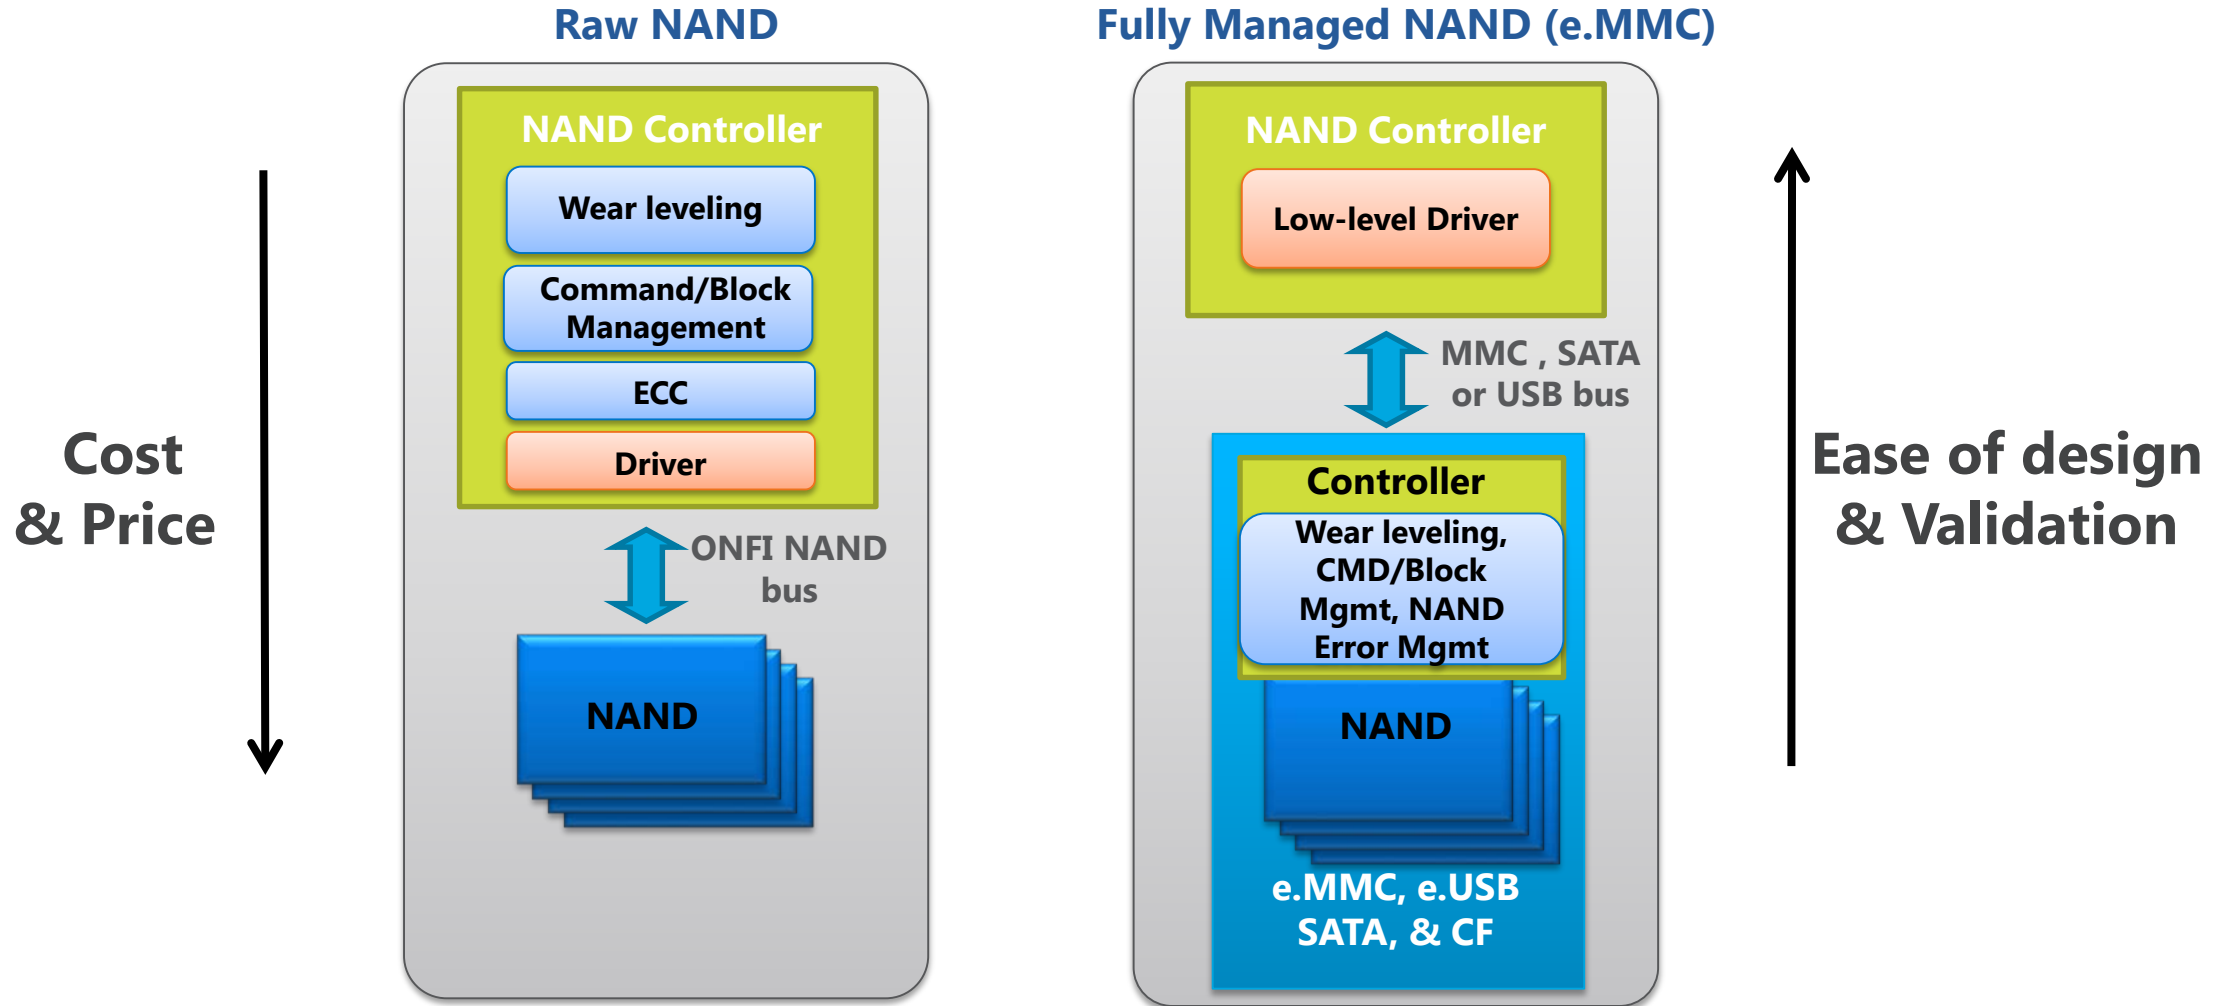 Raw NAND
NAND Controller
Wear leveling
Command/Block
Management
ECC
Driver
ONFI NAND
bus
NAND
Cost
& Price
Fully Managed NAND (e.MMC)
NAND Controller
Low-level Driver
MMC , SATA
or USB bus
Controller
Wear leveling,
CMD/Block
Mgmt, NAND
Error Mgmt
NAND
e.MMC, e.USB
SATA, & CF
Ease of design
& Validation